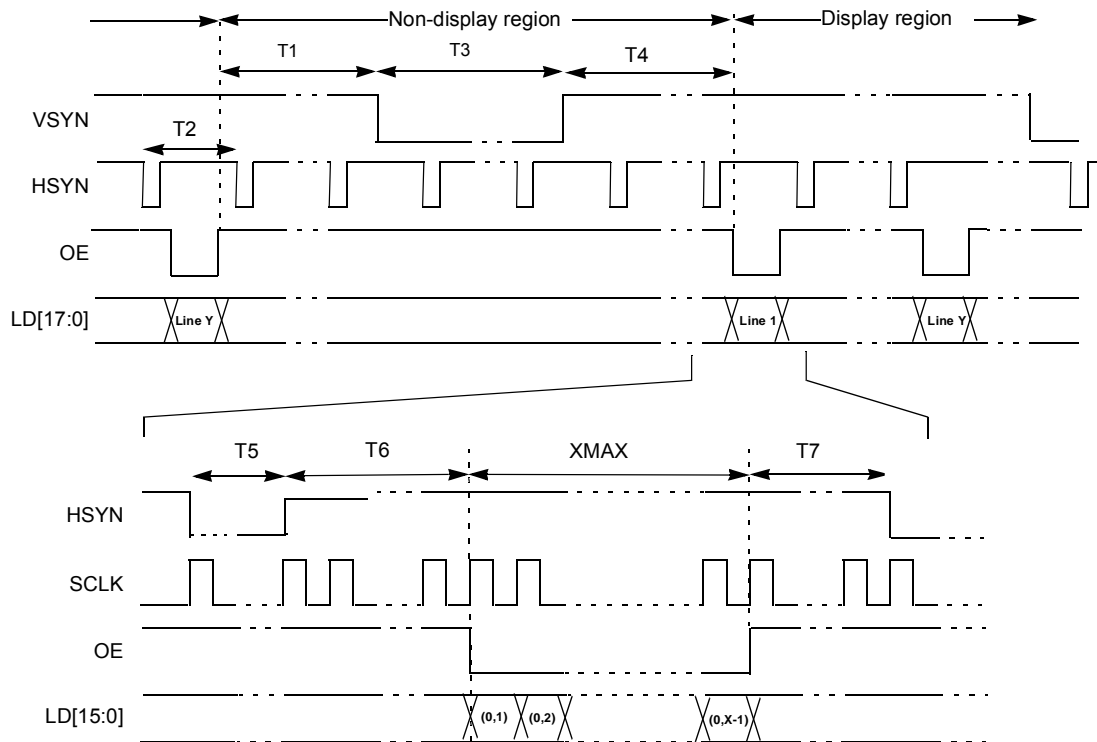 Non-display region
Display region
T1
T3
T4
VSYN
T2
HSYN
OE
LD[17:0]
Line Y
Line 1
Line Y
T5
T6
XMAX
T7
HSYN
SCLK
OE
LD[15:0]
(0,1)
(0,2)
(0,X-1)